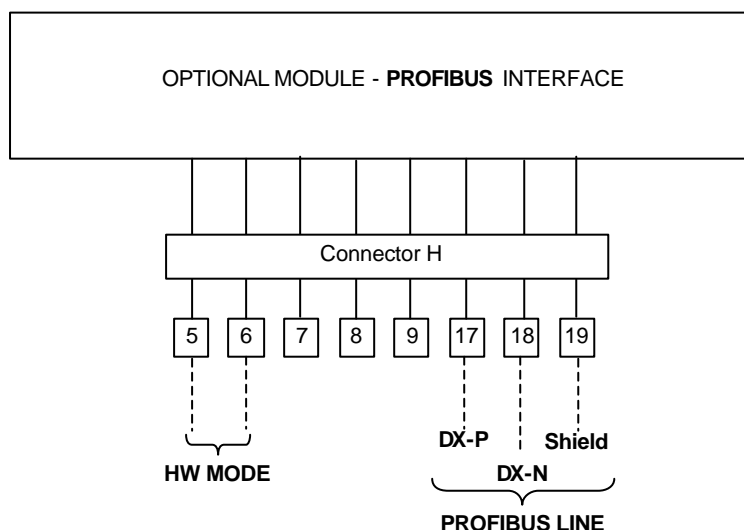 OPTIONAL MODULE - PROFIBUS INTERFACE
Connector H
5 6 7 8 9 17 18 19
DX-P Shield
HW MODE DX-N
PROFIBUS LINE